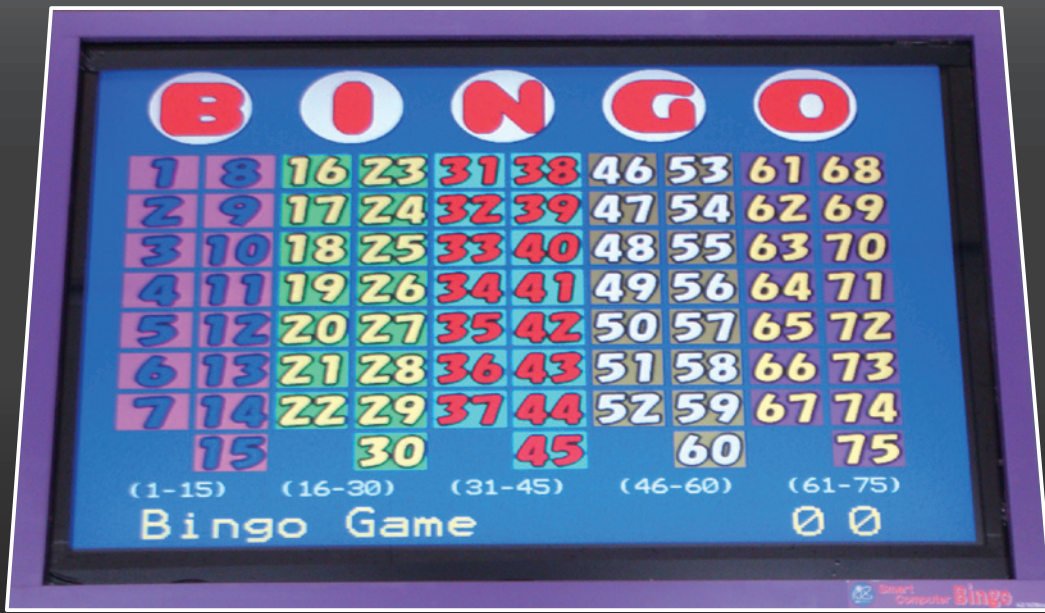 B I N G O
1 8 16 23 31 38 46 53 61 68
2 9 17 24 32 39 47 54 62 69
3 10 18 25 33 40 48 55 63 70
4 11 19 26 34 41 49 56 64 71
5 12 20 27 35 42 50 57 65 72
6 13 21 28 36 43 51 58 66 73
7 14 22 29 37 44 52 59 67 74
15 30 45 60 75
(1-15) (16-30) (31-45) (46-60) (61-75)
Bingo Game 0 0
Smart
Computer Bingo